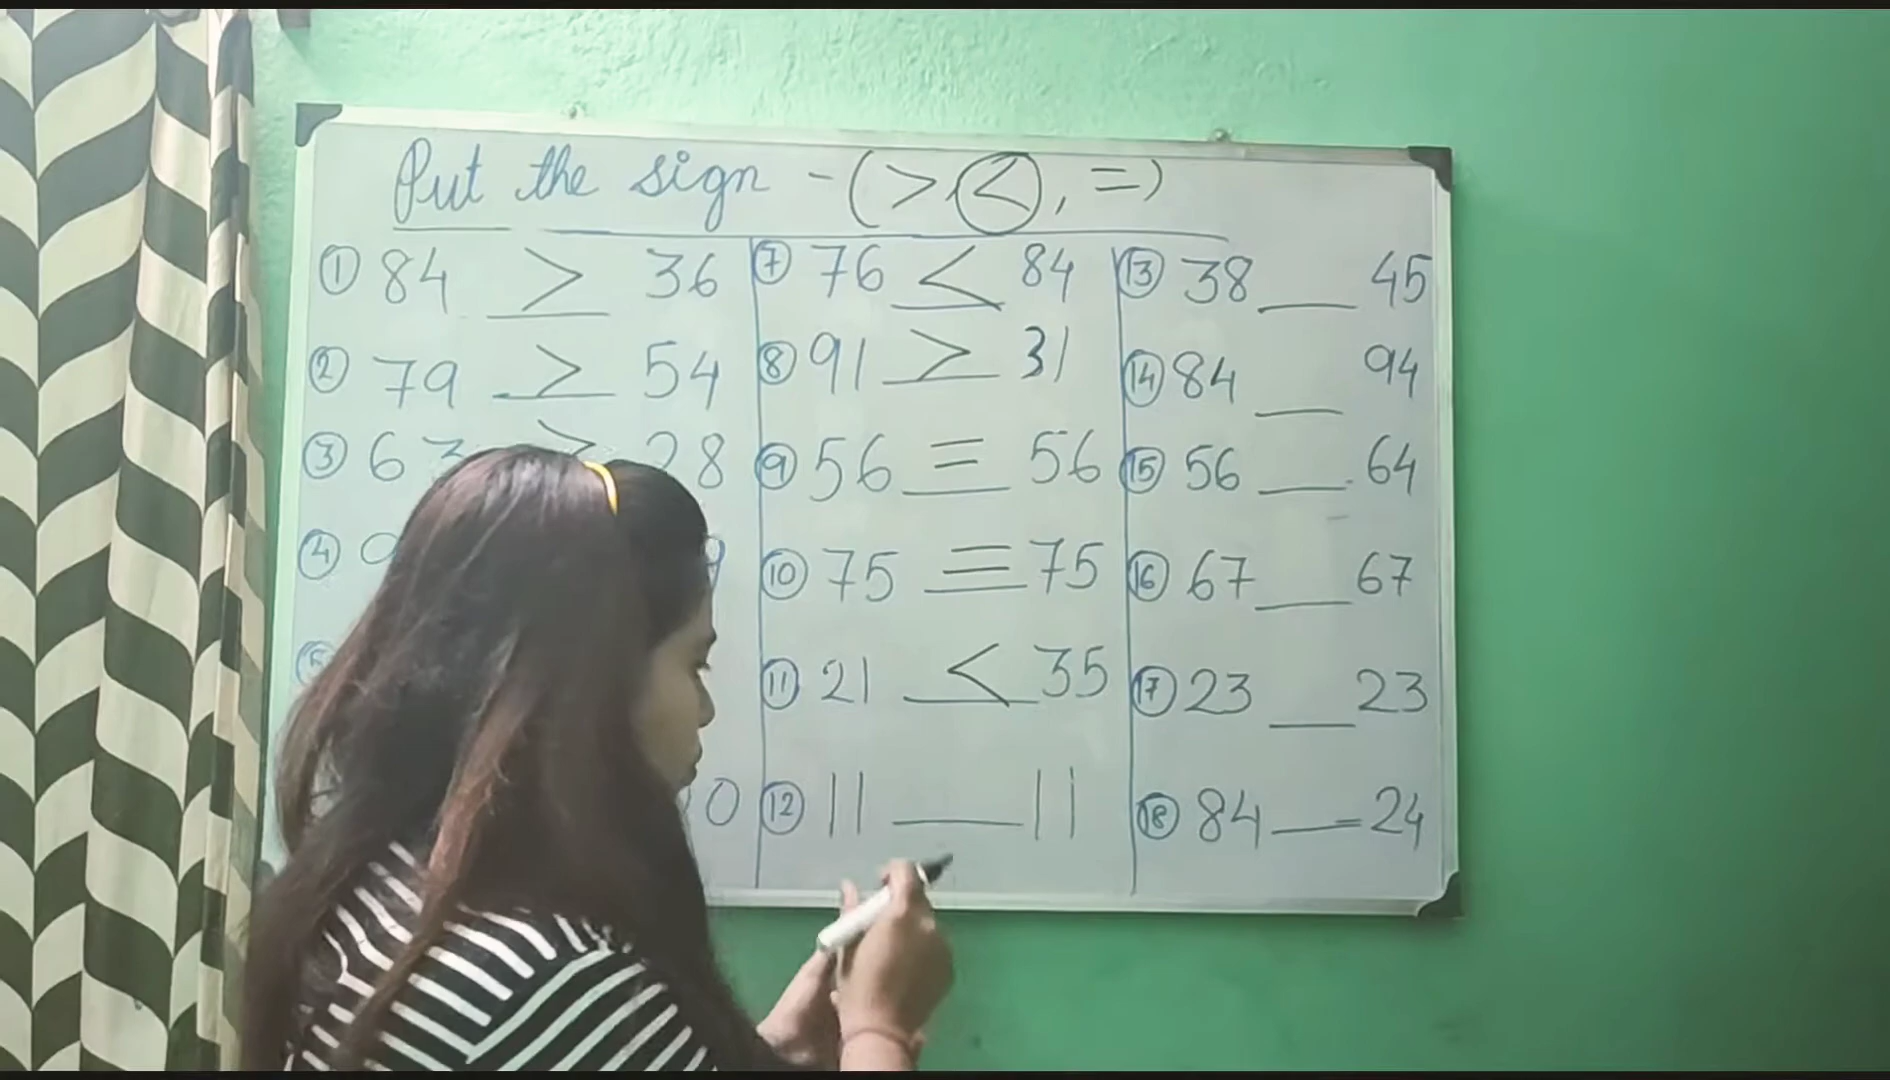 Put the sign - (>, <, =)
① 84 > 36
② 79 > 54
③ 63 > 28
④
⑦ 76 < 84
⑧ 91 > 31
⑨ 56 = 56
⑩ 75 = 75
⑪ 21 < 35
⑫ 11 __ 11
⑬ 38 __ 45
⑭ 84 __ 94
⑮ 56 __ 64
⑯ 67 __ 67
⑰ 23 __ 23
⑱ 84 __ 24